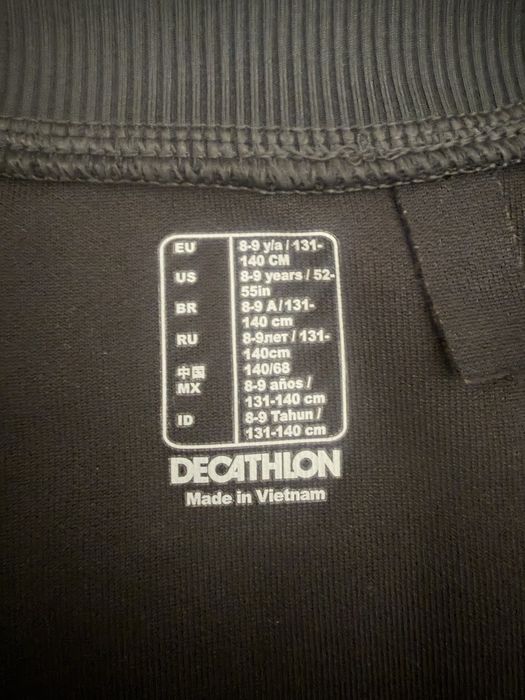 EU 8-9 y/a / 131-
140 CM
US 8-9 years / 52-
55in
BR 8-9 A/131-
140 cm
RU 8-9лет / 131-
140cm
中国 140/68
MX 8-9 años /
131-140 cm
ID 8-9 Tahun /
131-140 cm
DECATHLON
Made in Vietnam